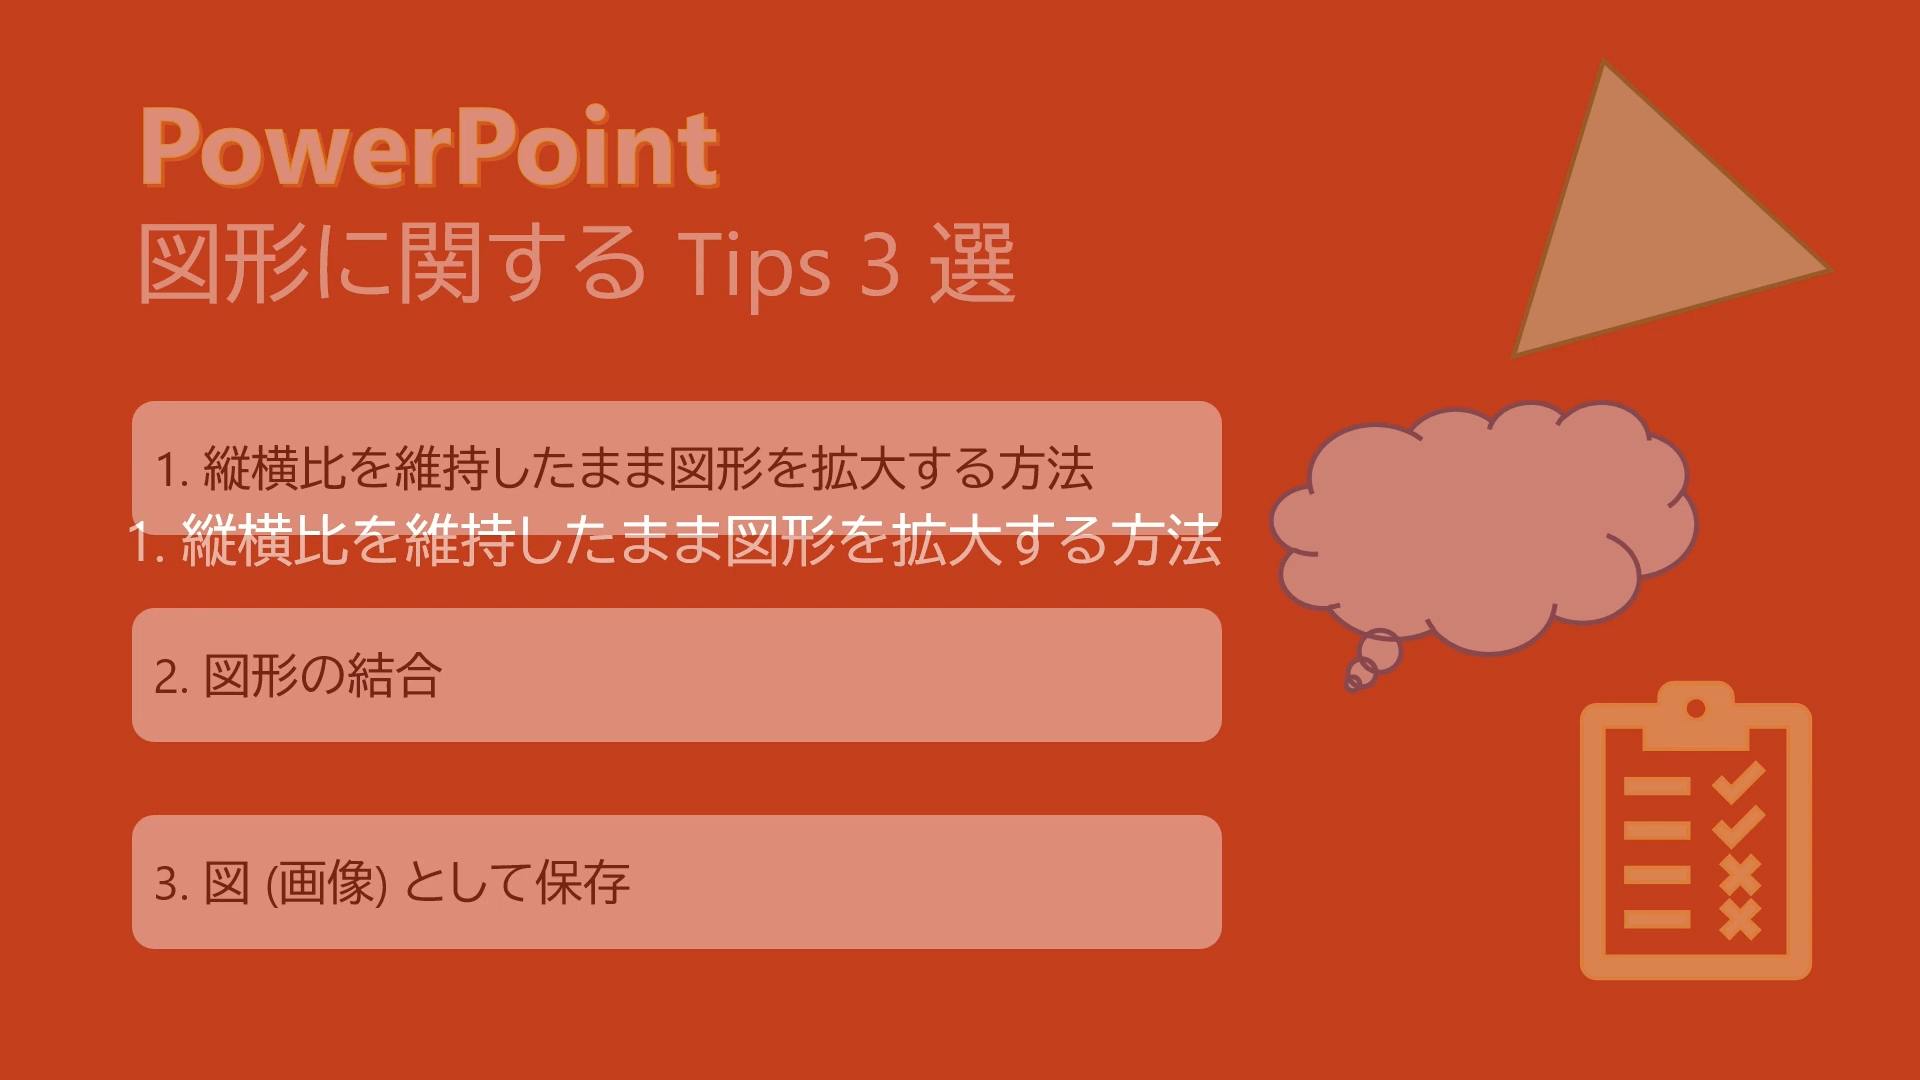 PowerPoint
図形に関する Tips 3 選
1. 縦横比を維持したまま図形を拡大する方法
1. 縦横比を維持したまま図形を拡大する方法
2. 図形の結合
3. 図 (画像) として保存